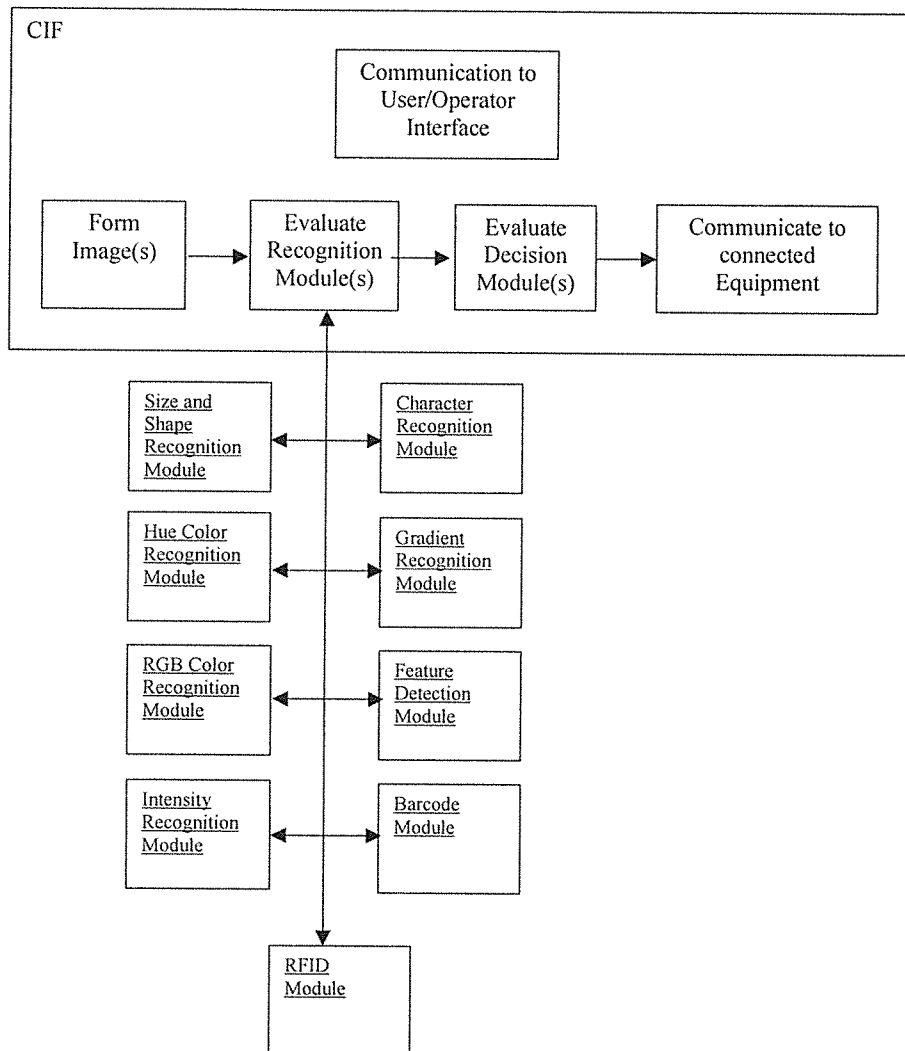 CIF
Communication to
User/Operator
Interface
Form
Image(s)
Evaluate
Recognition
Module(s)
Evaluate
Decision
Module(s)
Communicate to
connected
Equipment
Size and
Shape
Recognition
Module
Character
Recognition
Module
Hue Color
Recognition
Module
Gradient
Recognition
Module
RGB Color
Recognition
Module
Feature
Detection
Module
Intensity
Recognition
Module
Barcode
Module
RFID
Module